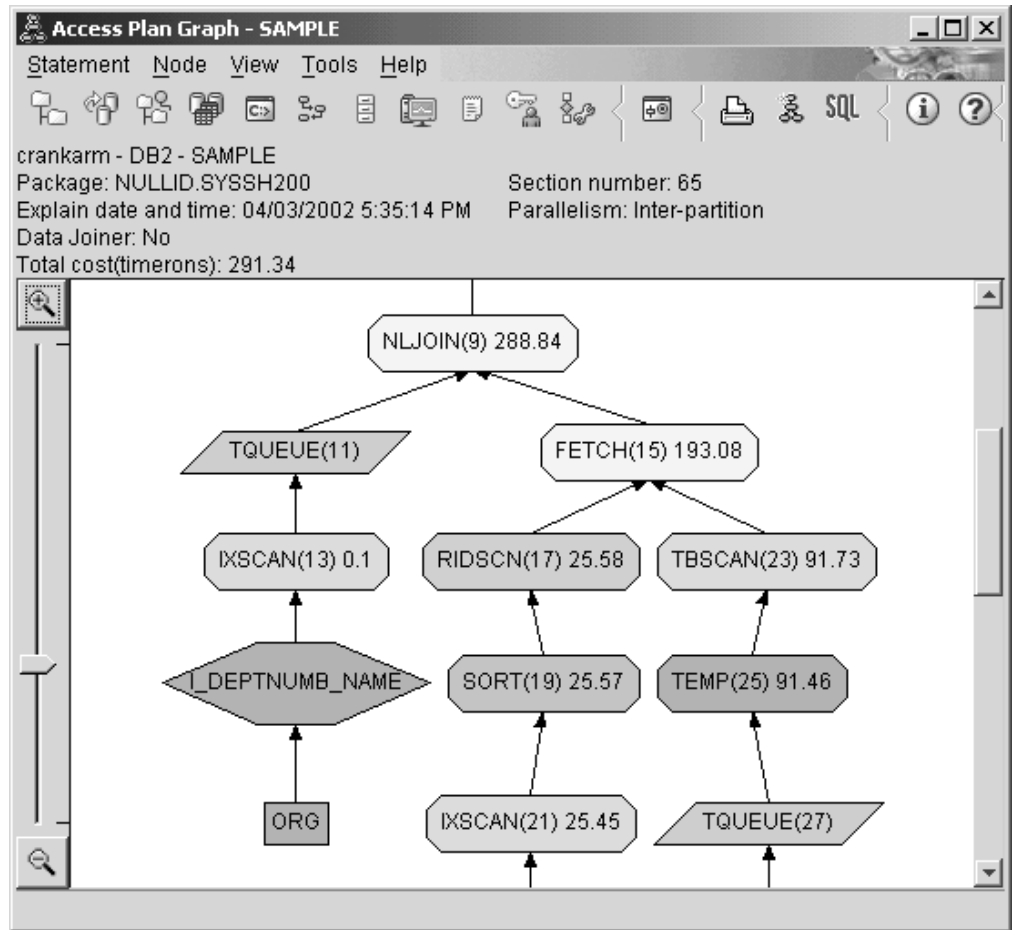 Access Plan Graph - SAMPLE
Statement Node View Tools Help
C:> SQL i ?
crankarm - DB2 - SAMPLE
Package: NULLID.SYSSH200 Section number: 65
Explain date and time: 04/03/2002 5:35:14 PM Parallelism: Inter-partition
Data Joiner: No
Total cost(timerons): 291.34
NLJOIN(9) 288.84
TQUEUE(11) FETCH(15) 193.08
IXSCAN(13) 0.1 RIDSCN(17) 25.58 TBSCAN(23) 91.73
I_DEPTNUMB_NAME SORT(19) 25.57 TEMP(25) 91.46
ORG IXSCAN(21) 25.45 TQUEUE(27)